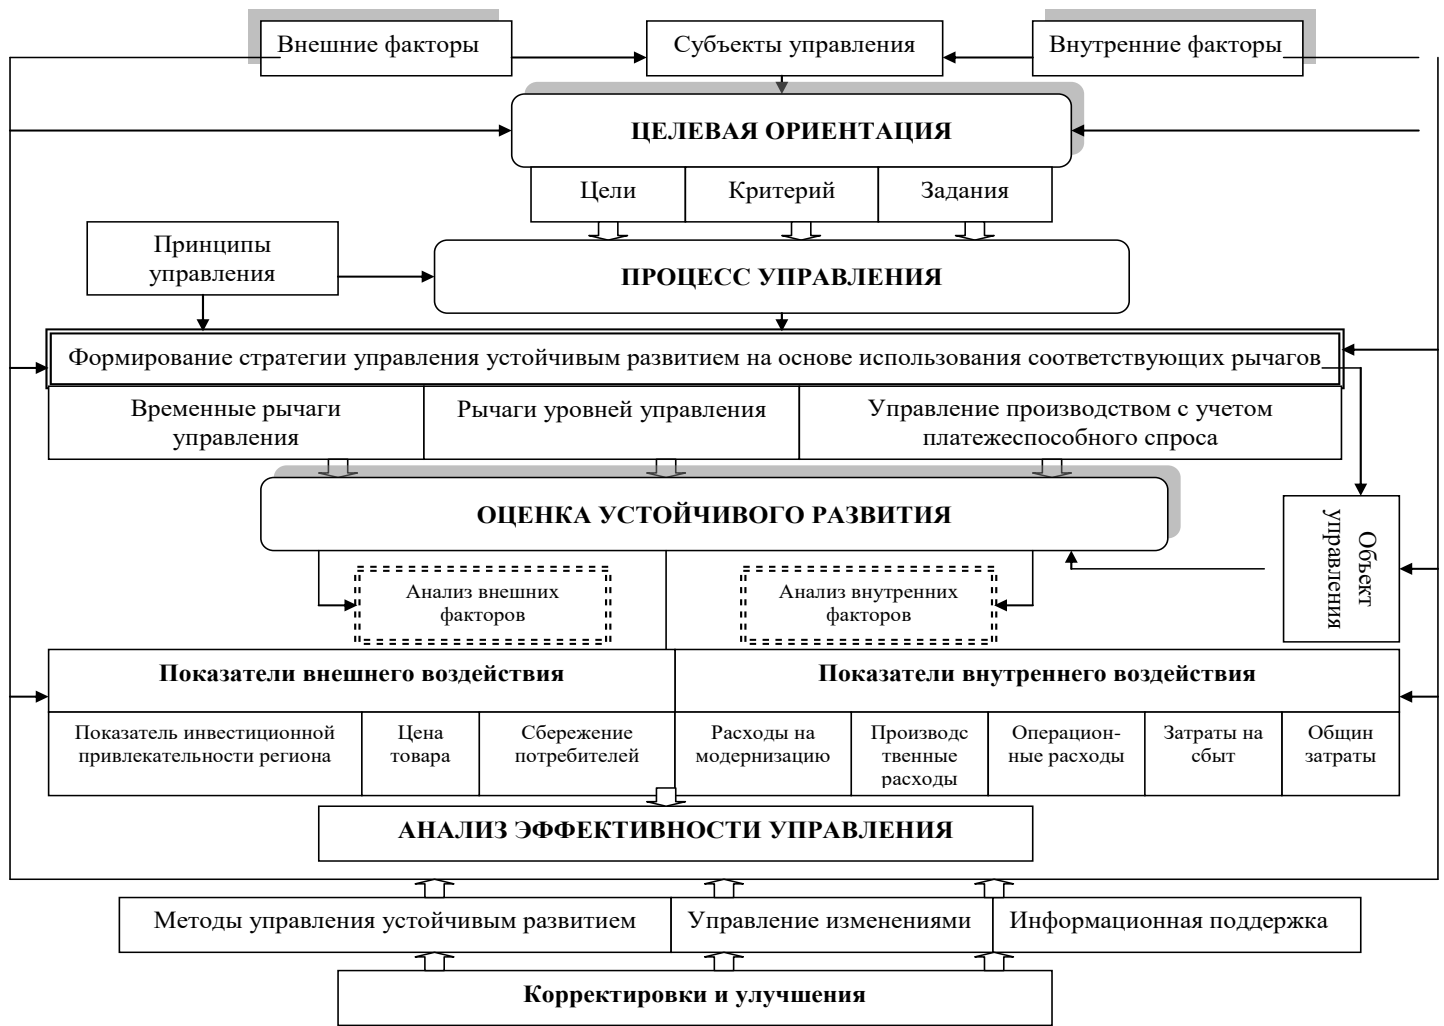 Внешние факторы
Субъекты управления
Внутренние факторы
ЦЕЛЕВАЯ ОРИЕНТАЦИЯ
Цели
Критерий
Задания
Принципы
управления
ПРОЦЕСС УПРАВЛЕНИЯ
Формирование стратегии управления устойчивым развитием на основе использования соответствующих рычагов
Временные рычаги
управления
Рычаги уровней управления
Управление производством с учетом
платежеспособного спроса
ОЦЕНКА УСТОЙЧИВОГО РАЗВИТИЯ
Объект
управления
Анализ внешних
факторов
Анализ внутренних
факторов
Показатели внешнего воздействия
Показатели внутреннего воздействия
Показатель инвестиционной
привлекательности региона
Цена
товара
Сбережение
потребителей
Расходы на
модернизацию
Производс
твенные
расходы
Операцион-
ные расходы
Затраты на
сбыт
Общин
затраты
АНАЛИЗ ЭФФЕКТИВНОСТИ УПРАВЛЕНИЯ
Методы управления устойчивым развитием
Управление изменениями
Информационная поддержка
Корректировки и улучшения